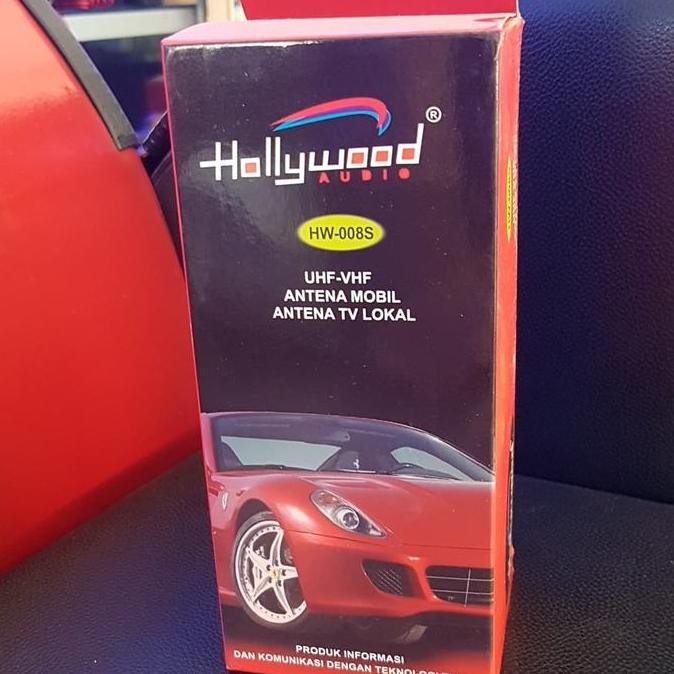 Hollywood ®
AUDIO
HW-008S
UHF-VHF
ANTENA MOBIL
ANTENA TV LOKAL
PRODUK INFORMASI
DAN KOMUNIKASI DENGAN